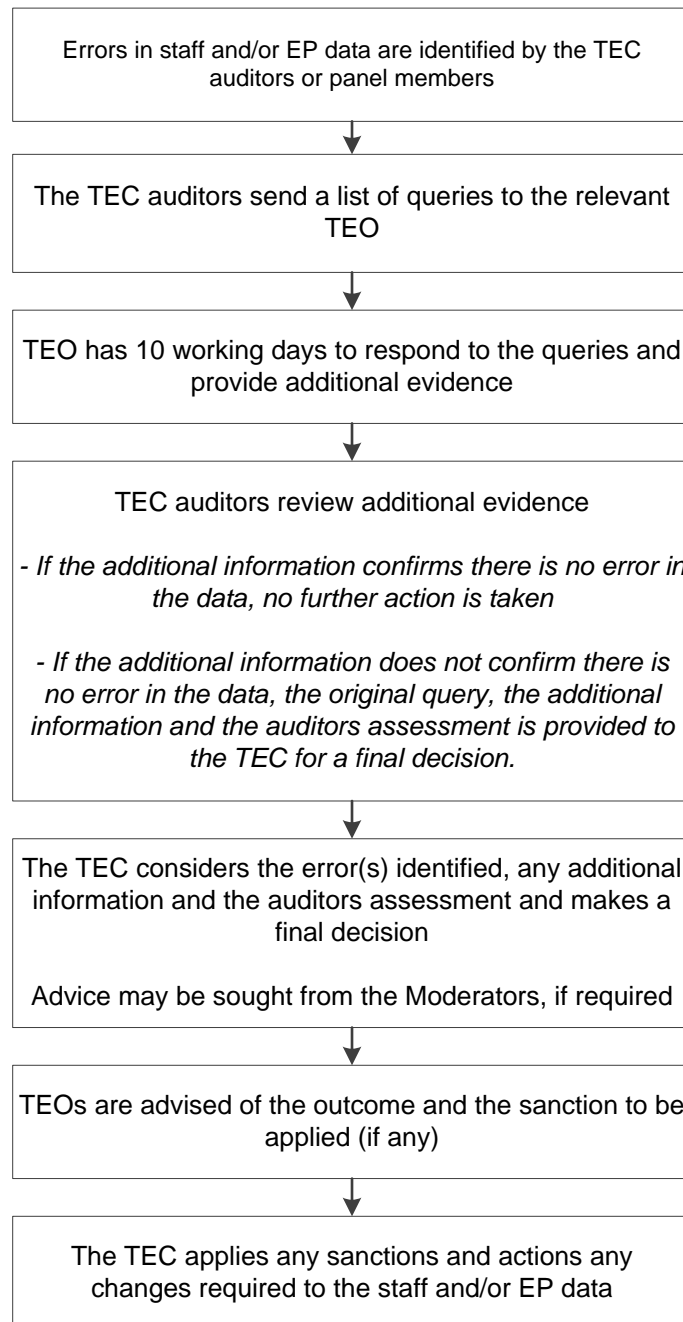 Errors in staff and/or EP data are identified by the TEC
auditors or panel members
The TEC auditors send a list of queries to the relevant
TEO
TEO has 10 working days to respond to the queries and
provide additional evidence
TEC auditors review additional evidence
- If the additional information confirms there is no error in
the data, no further action is taken
- If the additional information does not confirm there is
no error in the data, the original query, the additional
information and the auditors assessment is provided to
the TEC for a final decision.
The TEC considers the error(s) identified, any additional
information and the auditors assessment and makes a
final decision
Advice may be sought from the Moderators, if required
TEOs are advised of the outcome and the sanction to be
applied (if any)
The TEC applies any sanctions and actions any
changes required to the staff and/or EP data